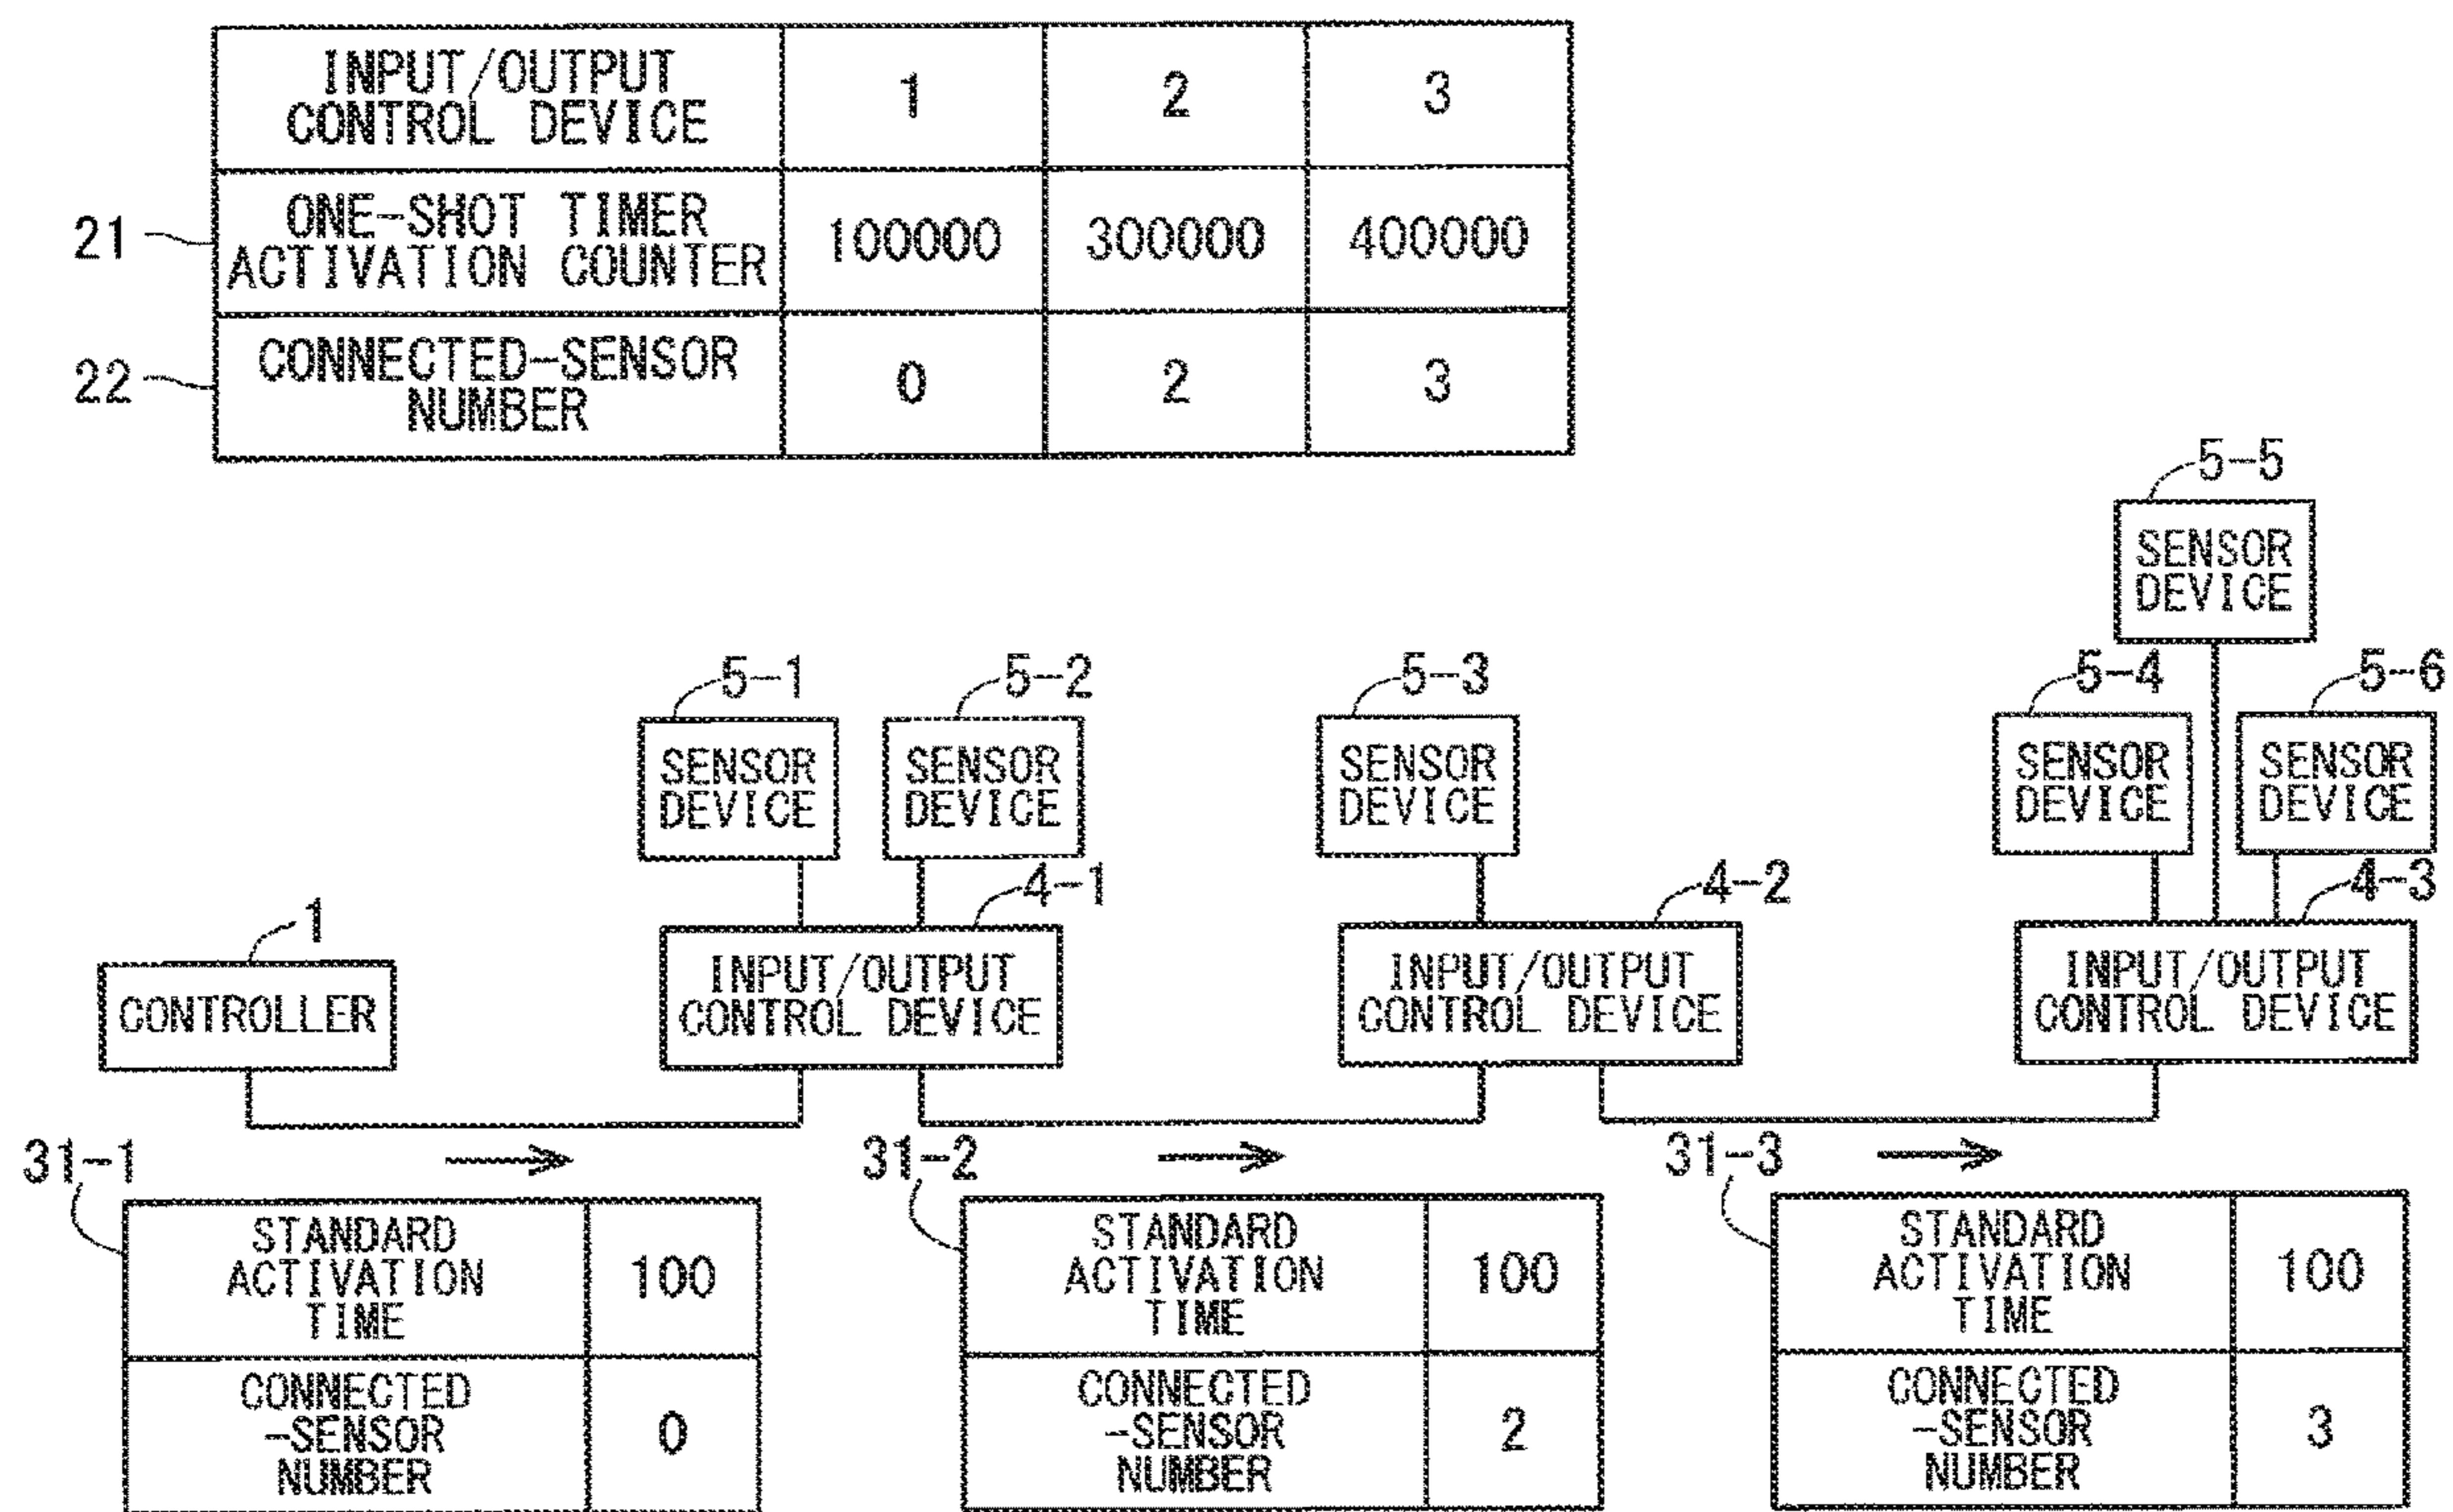 INPUT/OUTPUT
CONTROL DEVICE
1
2
3
21
ONE-SHOT TIMER
ACTIVATION COUNTER
100000
300000
400000
22
CONNECTED-SENSOR
NUMBER
0
2
3
5-5
SENSOR
DEVICE
5-1
5-2
5-3
5-4
5-6
SENSOR
DEVICE
SENSOR
DEVICE
SENSOR
DEVICE
SENSOR
DEVICE
SENSOR
DEVICE
1
4-1
4-2
4-3
CONTROLLER
INPUT/OUTPUT
CONTROL DEVICE
INPUT/OUTPUT
CONTROL DEVICE
INPUT/OUTPUT
CONTROL DEVICE
31-1
31-2
31-3
STANDARD
ACTIVATION
TIME
100
CONNECTED
-SENSOR
NUMBER
0
STANDARD
ACTIVATION
TIME
100
CONNECTED
-SENSOR
NUMBER
2
STANDARD
ACTIVATION
TIME
100
CONNECTED
-SENSOR
NUMBER
3